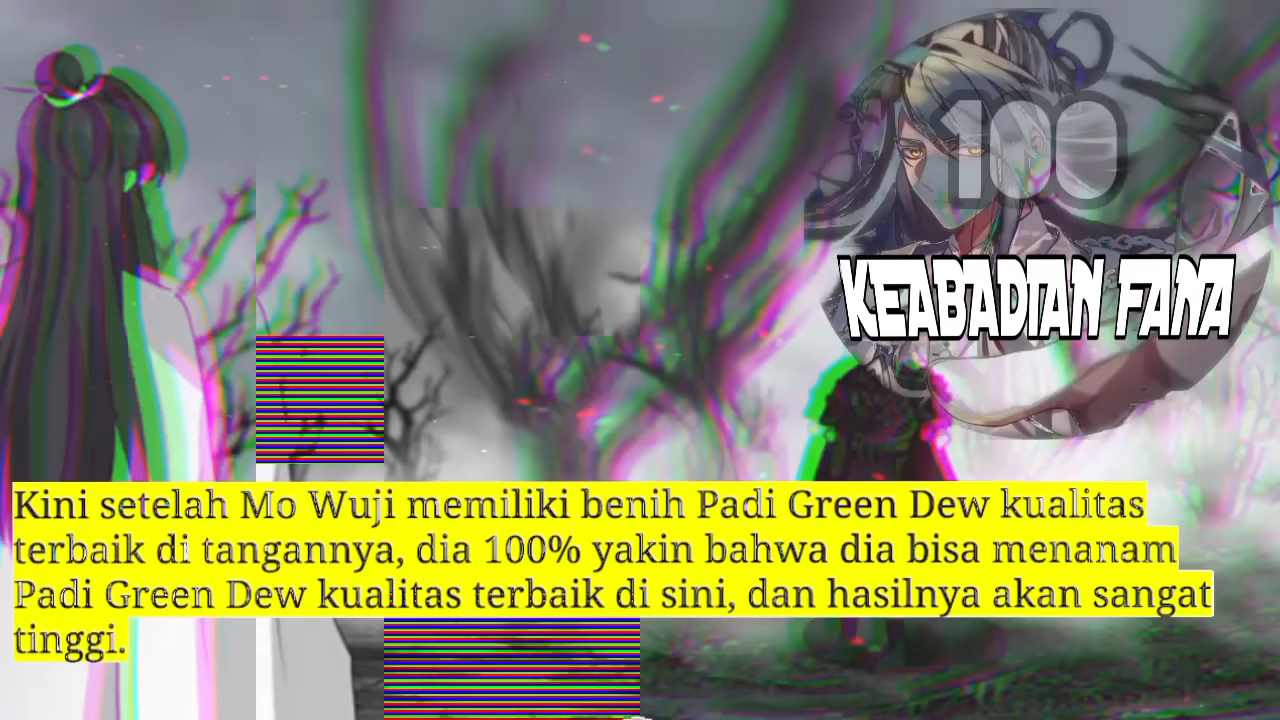 100
KEABADIAN FANA
Kini setelah Mo Wuji memiliki benih Padi Green Dew kualitas
terbaik di tangannya, dia 100% yakin bahwa dia bisa menanam
Padi Green Dew kualitas terbaik di sini, dan hasilnya akan sangat
tinggi.